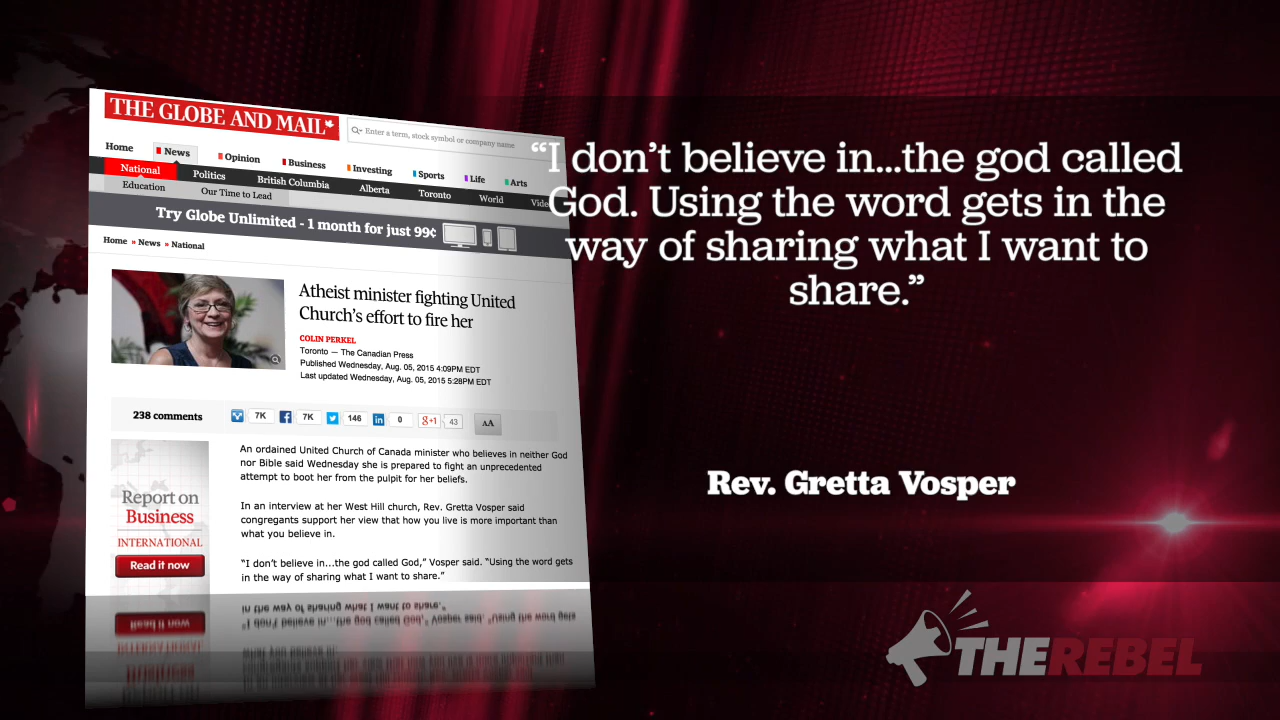 THE GLOBE AND MAIL
Enter a term, stock symbol or company name
Home News Opinion Business Investing Sports Life Arts
National Politics British Columbia Alberta Toronto World
Education Our Time to Lead
Try Globe Unlimited - 1 month for just 99¢
Home » News » National
Atheist minister fighting United
Church's effort to fire her
COLIN PERKEL
Toronto — The Canadian Press
Published Wednesday, Aug. 05, 2015 4:09PM EDT
Last updated Wednesday, Aug. 05, 2015 5:28PM EDT
238 comments 7K 7K 146 in 0 g+1 43 AA
Report on
Business
INTERNATIONAL
Read it now
An ordained United Church of Canada minister who believes in neither God
nor Bible said Wednesday she is prepared to fight an unprecedented
attempt to boot her from the pulpit for her beliefs.
In an interview at her West Hill church, Rev. Gretta Vosper said
congregants support her view that how you live is more important than
what you believe in.
"I don't believe in...the god called God," Vosper said. "Using the word gets
in the way of sharing what I want to share."
“I don’t believe in...the god called
God. Using the word gets in the
way of sharing what I want to
share.”
Rev. Gretta Vosper
THEREBEL